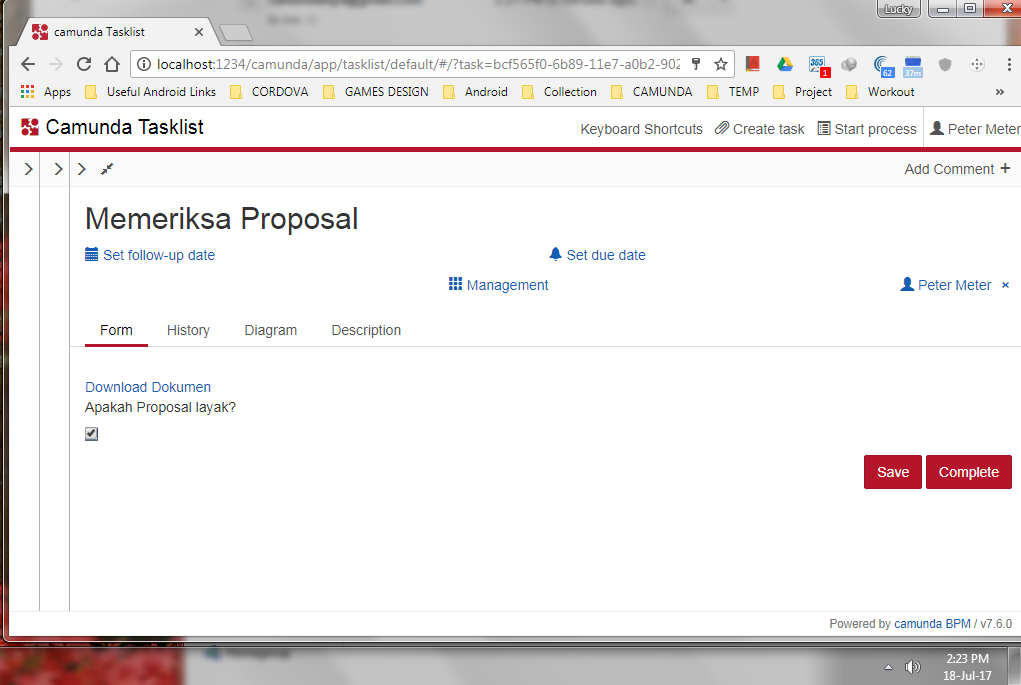 Lucky
camunda Tasklist
localhost:1234/camunda/app/tasklist/default/#/?task=bcf565f0-6b89-11e7-a0b2-902
365
1
62
37m
Apps Useful Android Links CORDOVA GAMES DESIGN Android Collection CAMUNDA TEMP Project Workout »
Camunda Tasklist Keyboard Shortcuts Create task Start process Peter Meter
Add Comment +
Memeriksa Proposal
Set follow-up date Set due date
Management Peter Meter ×
Form History Diagram Description
Download Dokumen
Apakah Proposal layak?
Save Complete
Powered by camunda BPM / v7.6.0
2:23 PM
18-Jul-17